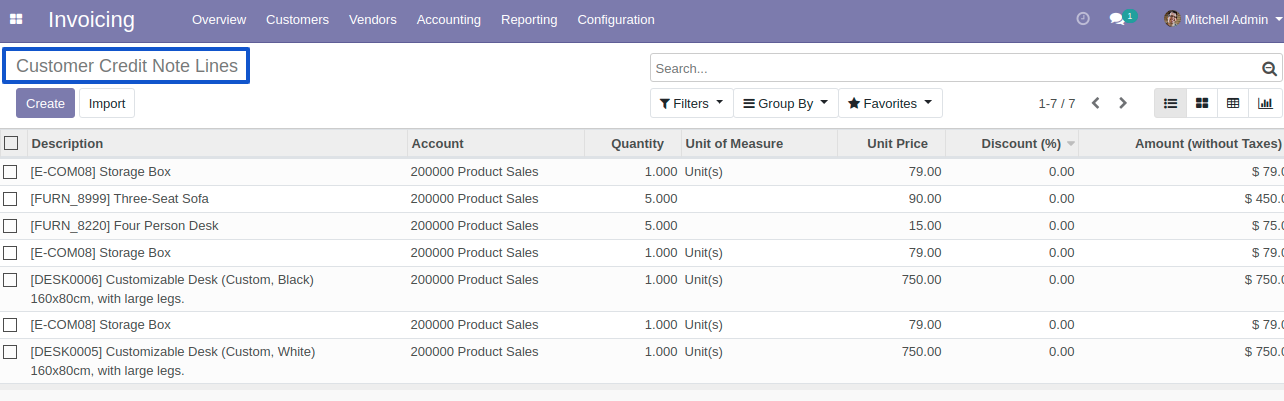 Invoicing Overview Customers Vendors Accounting Reporting Configuration 1 Mitchell Admin
Customer Credit Note Lines
Search...
Create Import Filters Group By Favorites 1-7 / 7
Description Account Quantity Unit of Measure Unit Price Discount (%) Amount (without Taxes)
[E-COM08] Storage Box 200000 Product Sales 1.000 Unit(s) 79.00 0.00 $ 79.0
[FURN_8999] Three-Seat Sofa 200000 Product Sales 5.000 90.00 0.00 $ 450.0
[FURN_8220] Four Person Desk 200000 Product Sales 5.000 15.00 0.00 $ 75.0
[E-COM08] Storage Box 200000 Product Sales 1.000 Unit(s) 79.00 0.00 $ 79.0
[DESK0006] Customizable Desk (Custom, Black) 200000 Product Sales 1.000 Unit(s) 750.00 0.00 $ 750.0
160x80cm, with large legs.
[E-COM08] Storage Box 200000 Product Sales 1.000 Unit(s) 79.00 0.00 $ 79.0
[DESK0005] Customizable Desk (Custom, White) 200000 Product Sales 1.000 Unit(s) 750.00 0.00 $ 750.0
160x80cm, with large legs.